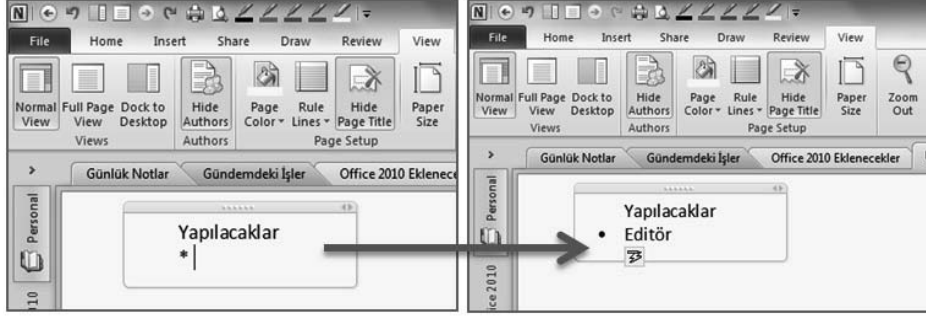 File Home Insert Share Draw Review View
Normal View Full Page View Dock to Desktop Hide Authors Page Color Rule Lines Hide Page Title Paper Size
Views Authors Page Setup
Günlük Notlar Gündemdeki İşler Office 2010 Eklenece
Personal
Yapılacaklar
* 
010
File Home Insert Share Draw Review View
Normal View Full Page View Dock to Desktop Hide Authors Page Color Rule Lines Hide Page Title Paper Size Zoom Out
Views Authors Page Setup
Günlük Notlar Gündemdeki İşler Office 2010 Eklenecekler
Personal
Yapılacaklar
• Editör
ice 2010